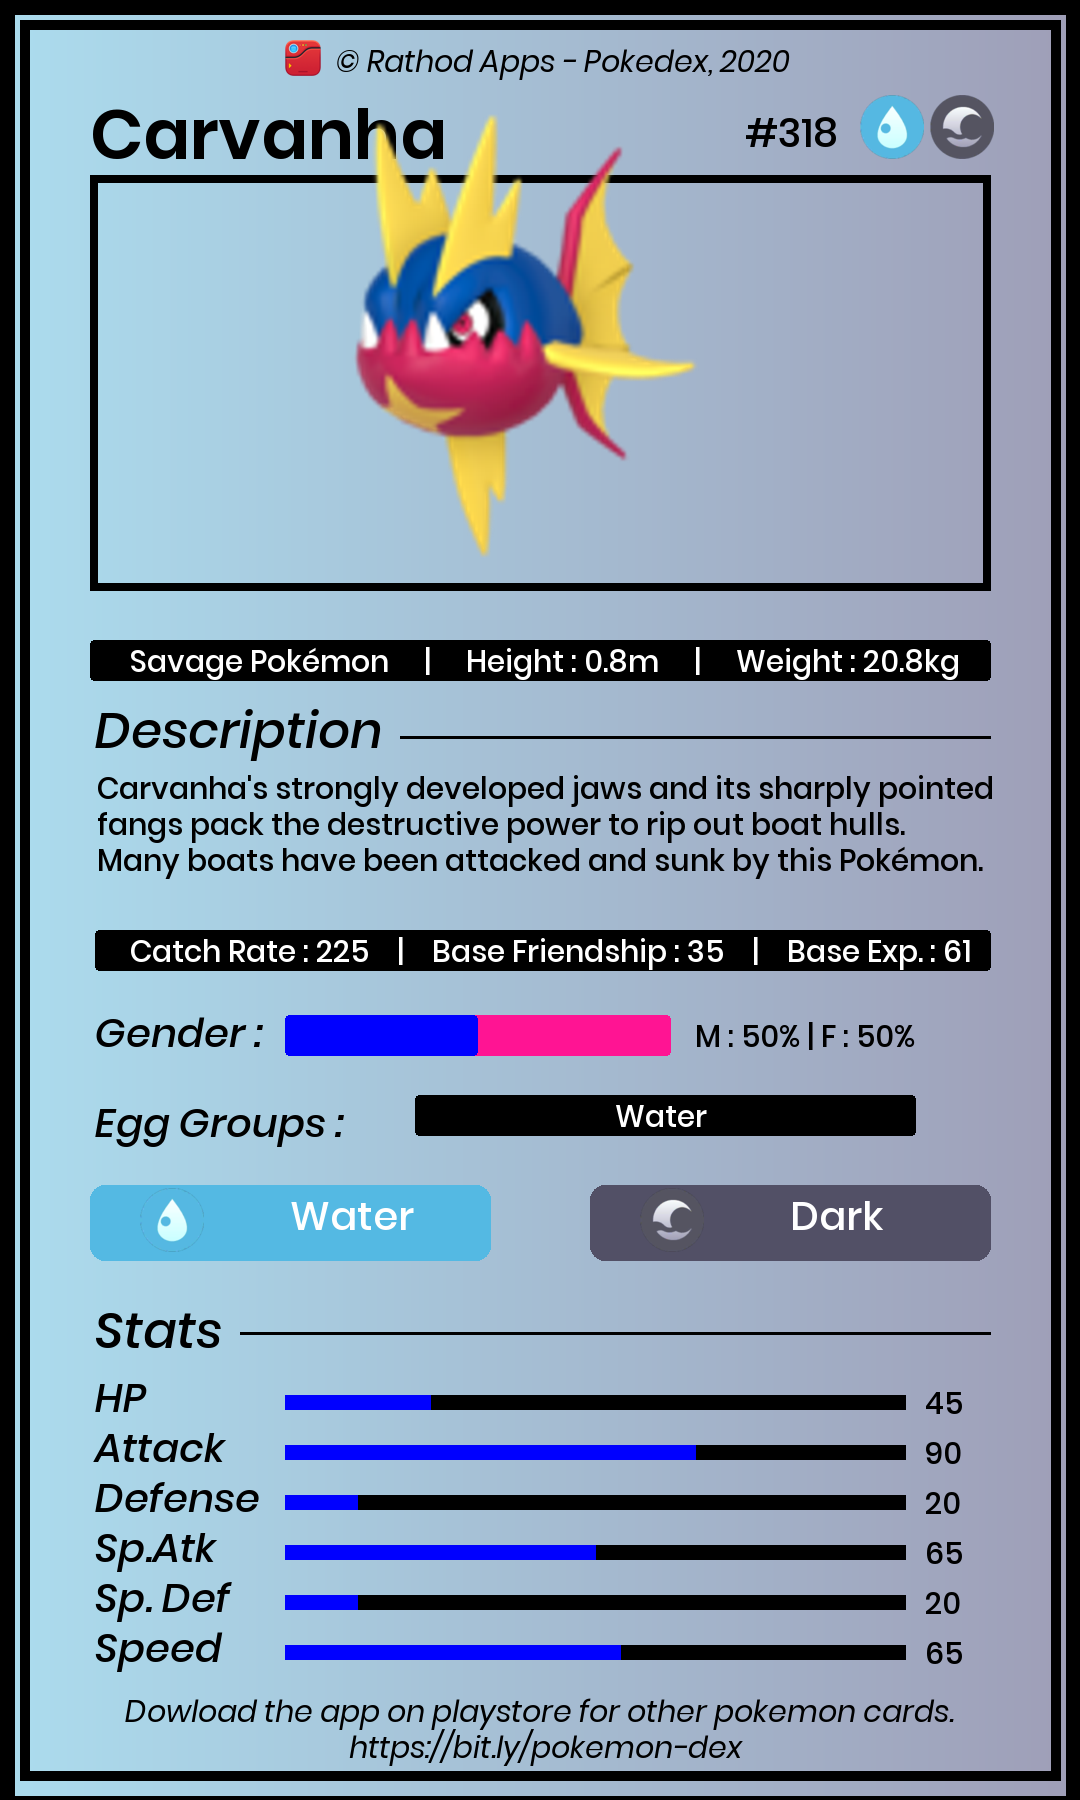 © Rathod Apps - Pokedex, 2020
Carvanha #318
Savage Pokémon | Height : 0.8m | Weight : 20.8kg
Description
Carvanha's strongly developed jaws and its sharply pointed
fangs pack the destructive power to rip out boat hulls.
Many boats have been attacked and sunk by this Pokémon.
Catch Rate : 225 | Base Friendship : 35 | Base Exp. : 61
Gender : M : 50% | F : 50%
Egg Groups : Water
Water Dark
Stats
HP 45
Attack 90
Defense 20
Sp.Atk 65
Sp. Def 20
Speed 65
Dowload the app on playstore for other pokemon cards.
https://bit.ly/pokemon-dex